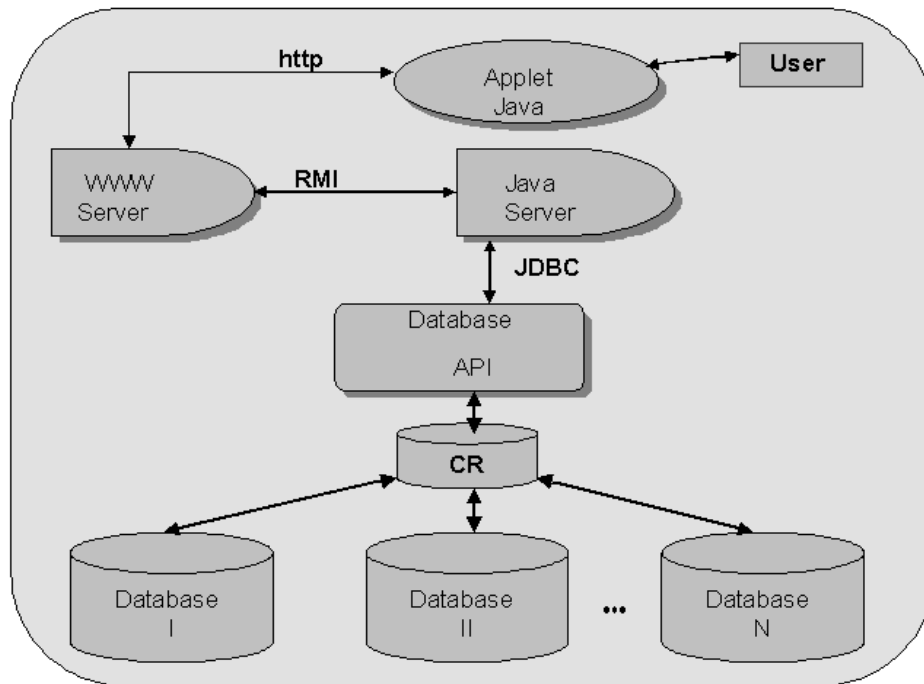 http
Applet
Java
User
WWW
Server
RMI
Java
Server
JDBC
Database
API
CR
Database
I
Database
II
...
Database
N